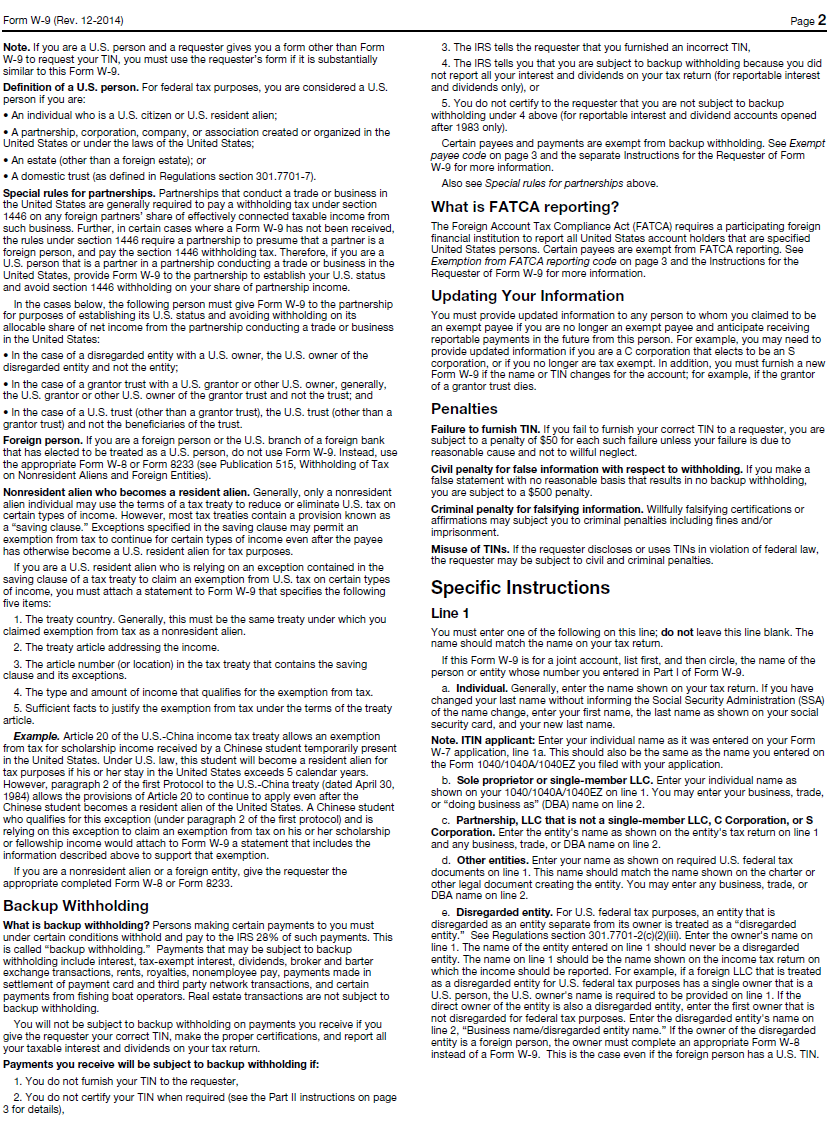 Form W-9 (Rev. 12-2014)
Page 2
Note. If you are a U.S. person and a requester gives you a form other than Form
W-9 to request your TIN, you must use the requester's form if it is substantially
similar to this Form W-9.
Definition of a U.S. person. For federal tax purposes, you are considered a U.S.
person if you are:
• An individual who is a U.S. citizen or U.S. resident alien;
• A partnership, corporation, company, or association created or organized in the
United States or under the laws of the United States;
• An estate (other than a foreign estate); or
• A domestic trust (as defined in Regulations section 301.7701-7).
Special rules for partnerships. Partnerships that conduct a trade or business in
the United States are generally required to pay a withholding tax under section
1446 on any foreign partners' share of effectively connected taxable income from
such business. Further, in certain cases where a Form W-9 has not been received,
the rules under section 1446 require a partnership to presume that a partner is a
foreign person, and pay the section 1446 withholding tax. Therefore, if you are a
U.S. person that is a partner in a partnership conducting a trade or business in the
United States, provide Form W-9 to the partnership to establish your U.S. status
and avoid section 1446 withholding on your share of partnership income.
In the cases below, the following person must give Form W-9 to the partnership
for purposes of establishing its U.S. status and avoiding withholding on its
allocable share of net income from the partnership conducting a trade or business
in the United States:
• In the case of a disregarded entity with a U.S. owner, the U.S. owner of the
disregarded entity and not the entity;
• In the case of a grantor trust with a U.S. grantor or other U.S. owner, generally,
the U.S. grantor or other U.S. owner of the grantor trust and not the trust; and
• In the case of a U.S. trust (other than a grantor trust), the U.S. trust (other than a
grantor trust) and not the beneficiaries of the trust.
Foreign person. If you are a foreign person or the U.S. branch of a foreign bank
that has elected to be treated as a U.S. person, do not use Form W-9. Instead, use
the appropriate Form W-8 or Form 8233 (see Publication 515, Withholding of Tax
on Nonresident Aliens and Foreign Entities).
Nonresident alien who becomes a resident alien. Generally, only a nonresident
alien individual may use the terms of a tax treaty to reduce or eliminate U.S. tax on
certain types of income. However, most tax treaties contain a provision known as
a “saving clause.” Exceptions specified in the saving clause may permit an
exemption from tax to continue for certain types of income even after the payee
has otherwise become a U.S. resident alien for tax purposes.
If you are a U.S. resident alien who is relying on an exception contained in the
saving clause of a tax treaty to claim an exemption from U.S. tax on certain types
of income, you must attach a statement to Form W-9 that specifies the following
five items:
1. The treaty country. Generally, this must be the same treaty under which you
claimed exemption from tax as a nonresident alien.
2. The treaty article addressing the income.
3. The article number (or location) in the tax treaty that contains the saving
clause and its exceptions.
4. The type and amount of income that qualifies for the exemption from tax.
5. Sufficient facts to justify the exemption from tax under the terms of the treaty
article.
Example. Article 20 of the U.S.-China income tax treaty allows an exemption
from tax for scholarship income received by a Chinese student temporarily present
in the United States. Under U.S. law, this student will become a resident alien for
tax purposes if his or her stay in the United States exceeds 5 calendar years.
However, paragraph 2 of the first Protocol to the U.S.-China treaty (dated April 30,
1984) allows the provisions of Article 20 to continue to apply even after the
Chinese student becomes a resident alien of the United States. A Chinese student
who qualifies for this exception (under paragraph 2 of the first protocol) and is
relying on this exception to claim an exemption from tax on his or her scholarship
or fellowship income would attach to Form W-9 a statement that includes the
information described above to support that exemption.
If you are a nonresident alien or a foreign entity, give the requester the
appropriate completed Form W-8 or Form 8233.
Backup Withholding
What is backup withholding? Persons making certain payments to you must
under certain conditions withhold and pay to the IRS 28% of such payments. This
is called “backup withholding.” Payments that may be subject to backup
withholding include interest, tax-exempt interest, dividends, broker and barter
exchange transactions, rents, royalties, nonemployee pay, payments made in
settlement of payment card and third party network transactions, and certain
payments from fishing boat operators. Real estate transactions are not subject to
backup withholding.
You will not be subject to backup withholding on payments you receive if you
give the requester your correct TIN, make the proper certifications, and report all
your taxable interest and dividends on your tax return.
Payments you receive will be subject to backup withholding if:
1. You do not furnish your TIN to the requester,
2. You do not certify your TIN when required (see the Part II instructions on page
3 for details),
3. The IRS tells the requester that you furnished an incorrect TIN,
4. The IRS tells you that you are subject to backup withholding because you did
not report all your interest and dividends on your tax return (for reportable interest
and dividends only), or
5. You do not certify to the requester that you are not subject to backup
withholding under 4 above (for reportable interest and dividend accounts opened
after 1983 only).
Certain payees and payments are exempt from backup withholding. See Exempt
payee code on page 3 and the separate Instructions for the Requester of Form
W-9 for more information.
Also see Special rules for partnerships above.
What is FATCA reporting?
The Foreign Account Tax Compliance Act (FATCA) requires a participating foreign
financial institution to report all United States account holders that are specified
United States persons. Certain payees are exempt from FATCA reporting. See
Exemption from FATCA reporting code on page 3 and the Instructions for the
Requester of Form W-9 for more information.
Updating Your Information
You must provide updated information to any person to whom you claimed to be
an exempt payee if you are no longer an exempt payee and anticipate receiving
reportable payments in the future from this person. For example, you may need to
provide updated information if you are a C corporation that elects to be an S
corporation, or if you no longer are tax exempt. In addition, you must furnish a new
Form W-9 if the name or TIN changes for the account; for example, if the grantor
of a grantor trust dies.
Penalties
Failure to furnish TIN. If you fail to furnish your correct TIN to a requester, you are
subject to a penalty of $50 for each such failure unless your failure is due to
reasonable cause and not to willful neglect.
Civil penalty for false information with respect to withholding. If you make a
false statement with no reasonable basis that results in no backup withholding,
you are subject to a $500 penalty.
Criminal penalty for falsifying information. Willfully falsifying certifications or
affirmations may subject you to criminal penalties including fines and/or
imprisonment.
Misuse of TINs. If the requester discloses or uses TINs in violation of federal law,
the requester may be subject to civil and criminal penalties.
Specific Instructions
Line 1
You must enter one of the following on this line; do not leave this line blank. The
name should match the name on your tax return.
If this Form W-9 is for a joint account, list first, and then circle, the name of the
person or entity whose number you entered in Part I of Form W-9.
a. Individual. Generally, enter the name shown on your tax return. If you have
changed your last name without informing the Social Security Administration (SSA)
of the name change, enter your first name, the last name as shown on your social
security card, and your new last name.
Note. ITIN applicant: Enter your individual name as it was entered on your Form
W-7 application, line 1a. This should also be the same as the name you entered on
the Form 1040/1040A/1040EZ you filed with your application.
b. Sole proprietor or single-member LLC. Enter your individual name as
shown on your 1040/1040A/1040EZ on line 1. You may enter your business, trade,
or “doing business as” (DBA) name on line 2.
c. Partnership, LLC that is not a single-member LLC, C Corporation, or S
Corporation. Enter the entity's name as shown on the entity's tax return on line 1
and any business, trade, or DBA name on line 2.
d. Other entities. Enter your name as shown on required U.S. federal tax
documents on line 1. This name should match the name shown on the charter or
other legal document creating the entity. You may enter any business, trade, or
DBA name on line 2.
e. Disregarded entity. For U.S. federal tax purposes, an entity that is
disregarded as an entity separate from its owner is treated as a “disregarded
entity.” See Regulations section 301.7701-2(c)(2)(iii). Enter the owner's name on
line 1. The name of the entity entered on line 1 should never be a disregarded
entity. The name on line 1 should be the name shown on the income tax return on
which the income should be reported. For example, if a foreign LLC that is treated
as a disregarded entity for U.S. federal tax purposes has a single owner that is a
U.S. person, the U.S. owner's name is required to be provided on line 1. If the
direct owner of the entity is also a disregarded entity, enter the first owner that is
not disregarded for federal tax purposes. Enter the disregarded entity's name on
line 2, “Business name/disregarded entity name.” If the owner of the disregarded
entity is a foreign person, the owner must complete an appropriate Form W-8
instead of a Form W-9. This is the case even if the foreign person has a U.S. TIN.